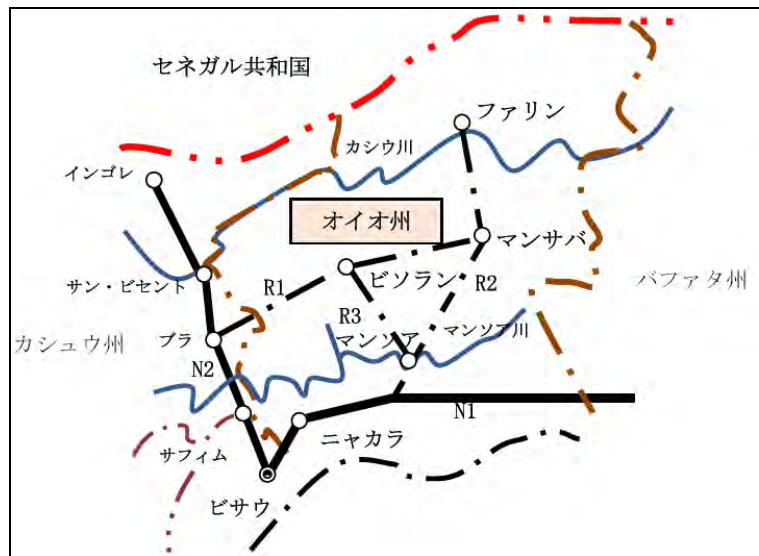 セネガル共和国
ファリン
カシウ川
インゴレ
オイオ州
マンサバ
サン・ビセント
R1
ビソラン
R2
バファタ州
カシュウ州
ブラ
R3
マンソア
マンソア川
N2
N1
サフィム
ニャカラ
ビサウ